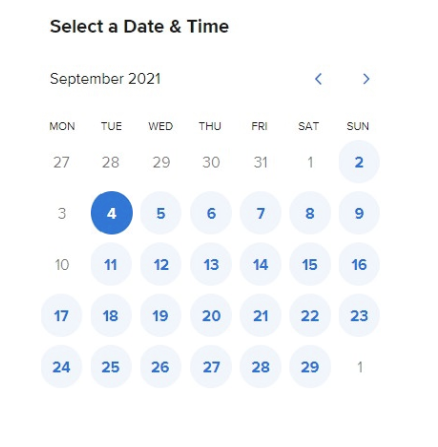 Select a Date & Time
September 2021
MON TUE WED THU FRI SAT SUN
27 28 29 30 31 1 2
3 4 5 6 7 8 9
10 11 12 13 14 15 16
17 18 19 20 21 22 23
24 25 26 27 28 29 1